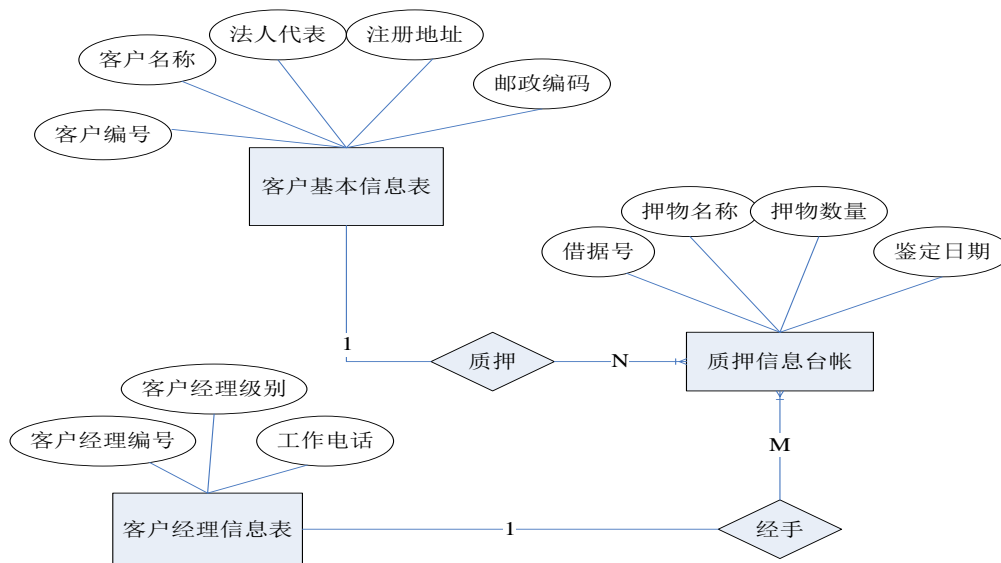 法人代表
注册地址
客户名称
邮政编码
客户编号
客户基本信息表
押物名称
押物数量
借据号
鉴定日期
1
质押
N
质押信息台帐
客户经理级别
客户经理编号
工作电话
M
客户经理信息表
1
经手